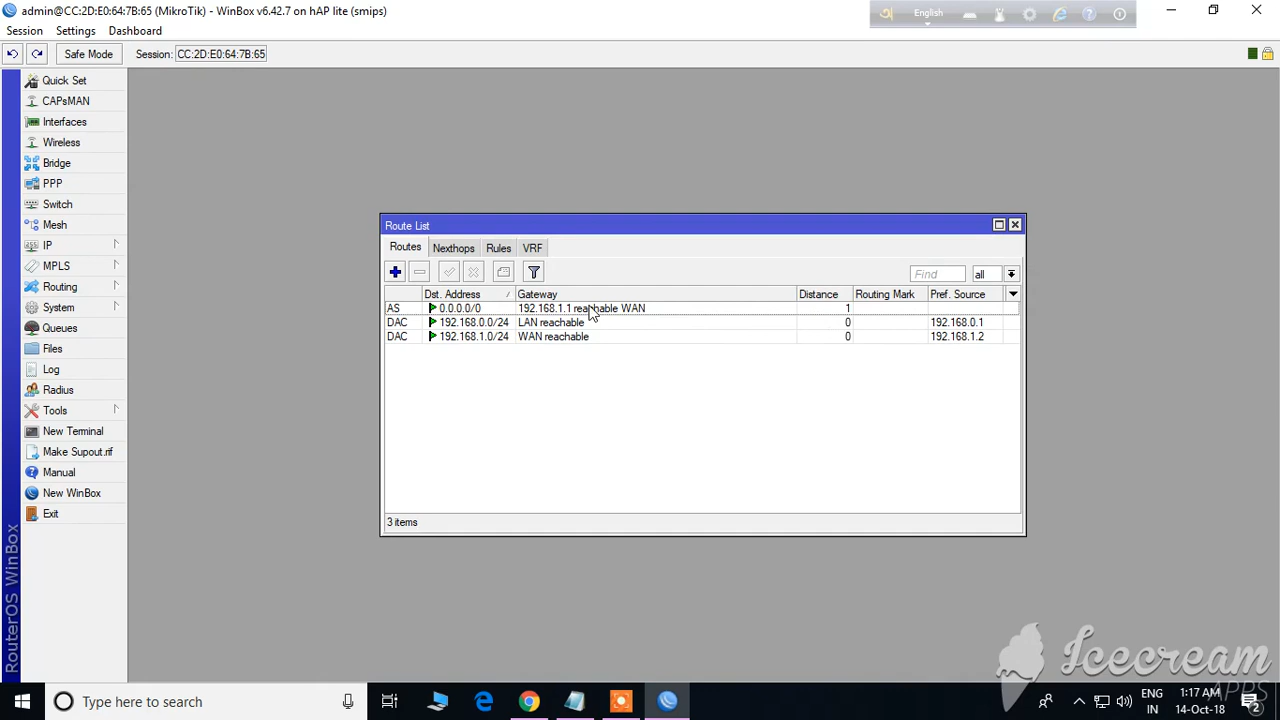 admin@CC:2D:E0:64:7B:65 (MikroTik) - WinBox v6.42.7 on hAP lite (smips)
English
Session Settings Dashboard
Safe Mode Session: CC:2D:E0:64:7B:65
Quick Set
CAPsMAN
Interfaces
Wireless
Bridge
PPP
Switch
Mesh
IP
MPLS
Routing
System
Queues
Files
Log
Radius
Tools
New Terminal
Make Supout.rif
Manual
New WinBox
Exit
RouterOS WinBox
Route List
Routes Nexthops Rules VRF
Find all
Dst. Address / Gateway Distance Routing Mark Pref. Source
AS 0.0.0.0/0 192.168.1.1 reachable WAN 1
DAC 192.168.0.0/24 LAN reachable 0 192.168.0.1
DAC 192.168.1.0/24 WAN reachable 0 192.168.1.2
3 items
Icecream
APPS
Type here to search
ENG
IN
1:17 AM
14-Oct-18
2